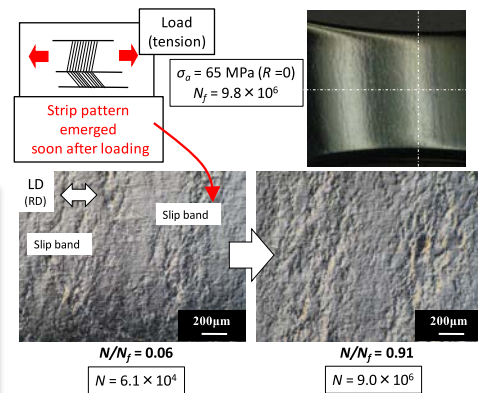 Load
(tension)
σa = 65 MPa (R =0)
Nf = 9.8 × 10⁶
Strip pattern
emerged
soon after loading
LD
(RD)
Slip band
Slip band
200μm
200μm
N/Nf = 0.06
N/Nf = 0.91
N = 6.1 × 10⁴
N = 9.0 × 10⁶